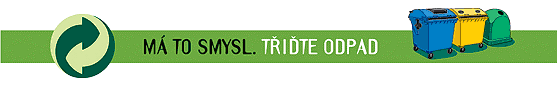 MÁ TO SMYSL. TŘIĎTE ODPAD